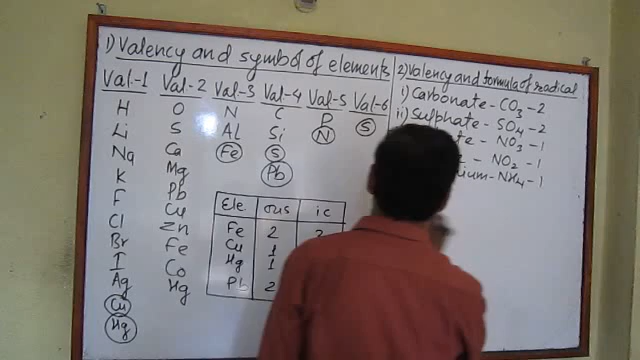 1) Valency and symbol of elements
Val-1 Val-2 Val-3 Val-4 Val-5 Val-6
H O N C P S
Li S Al Si N
Na Ca Fe S
K Mg Pb
F Pb
Cl Cu
Br Zn
I Fe
Ag Co
Cu Hg
Hg
Ele ous ic
Fe 2
Cu 1
Hg 1
Pb 2
2) Valency and formula of radical
i) Carbonate - CO3 - 2
ii) Sulphate - SO4 - 2
NO3 - 1
NO2 - 1
NH4 - 1